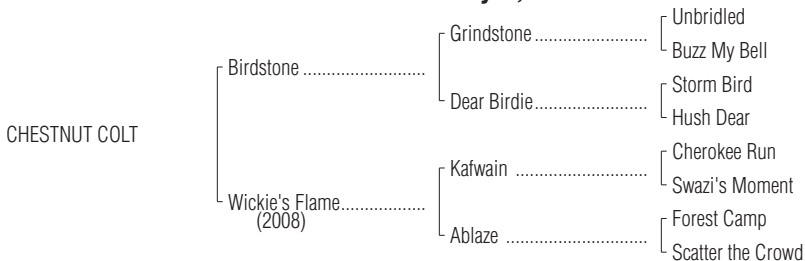 Unbridled
Grindstone ..........................
Buzz My Bell
Birdstone ............................
Storm Bird
Dear Birdie..........................
Hush Dear
CHESTNUT COLT
Cherokee Run
Kafwain ..............................
Swazi's Moment
Wickie's Flame...................
(2008)
Forest Camp
Ablaze ................................
Scatter the Crowd